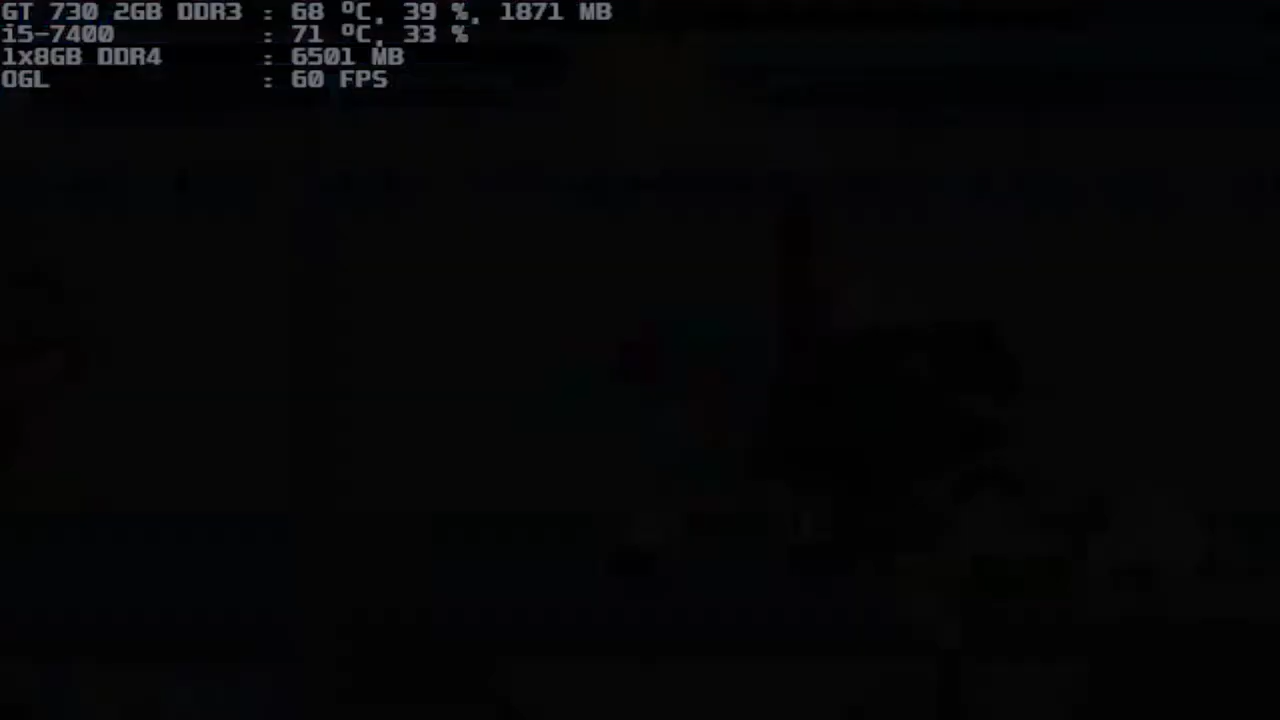 GT 730 2GB DDR3 : 68 ºC, 39 %, 1871 MB
i5-7400 : 71 ºC, 33 %
1x8GB DDR4 : 6501 MB
OGL : 60 FPS